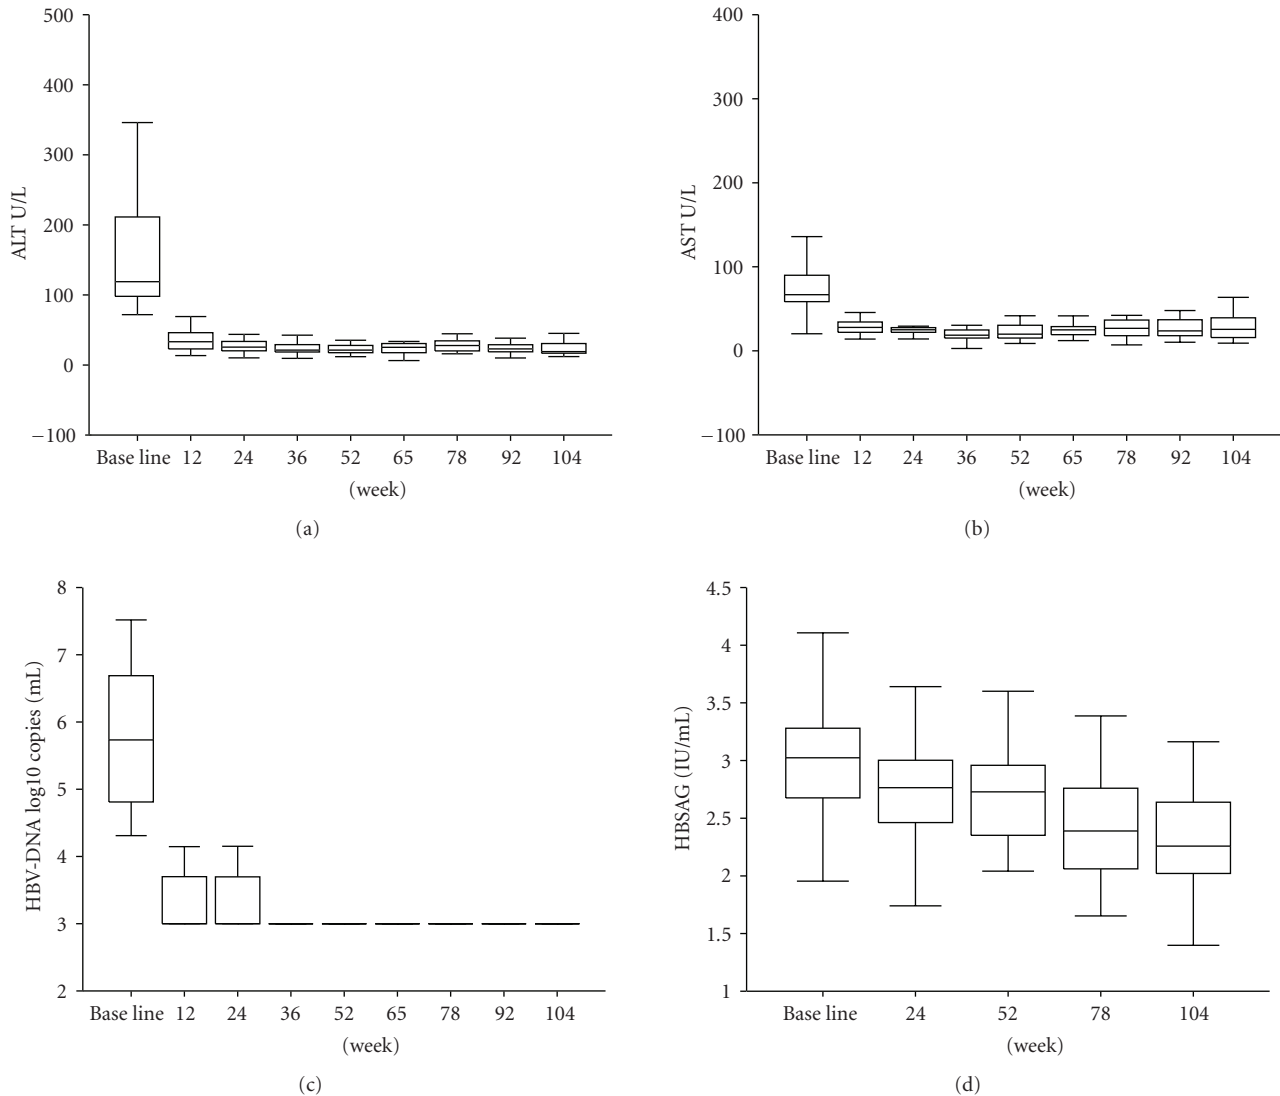 500
400
300
200
100
0
−100
ALT U/L
Base line 12 24 36 52 65 78 92 104
(week)
(a)
400
300
200
100
0
−100
AST U/L
Base line 12 24 36 52 65 78 92 104
(week)
(b)
8
7
6
5
4
3
2
HBV-DNA log10 copies (mL)
Base line 12 24 36 52 65 78 92 104
(week)
(c)
4.5
4
3.5
3
2.5
2
1.5
1
HBSAG (IU/mL)
Base line 24 52 78 104
(week)
(d)